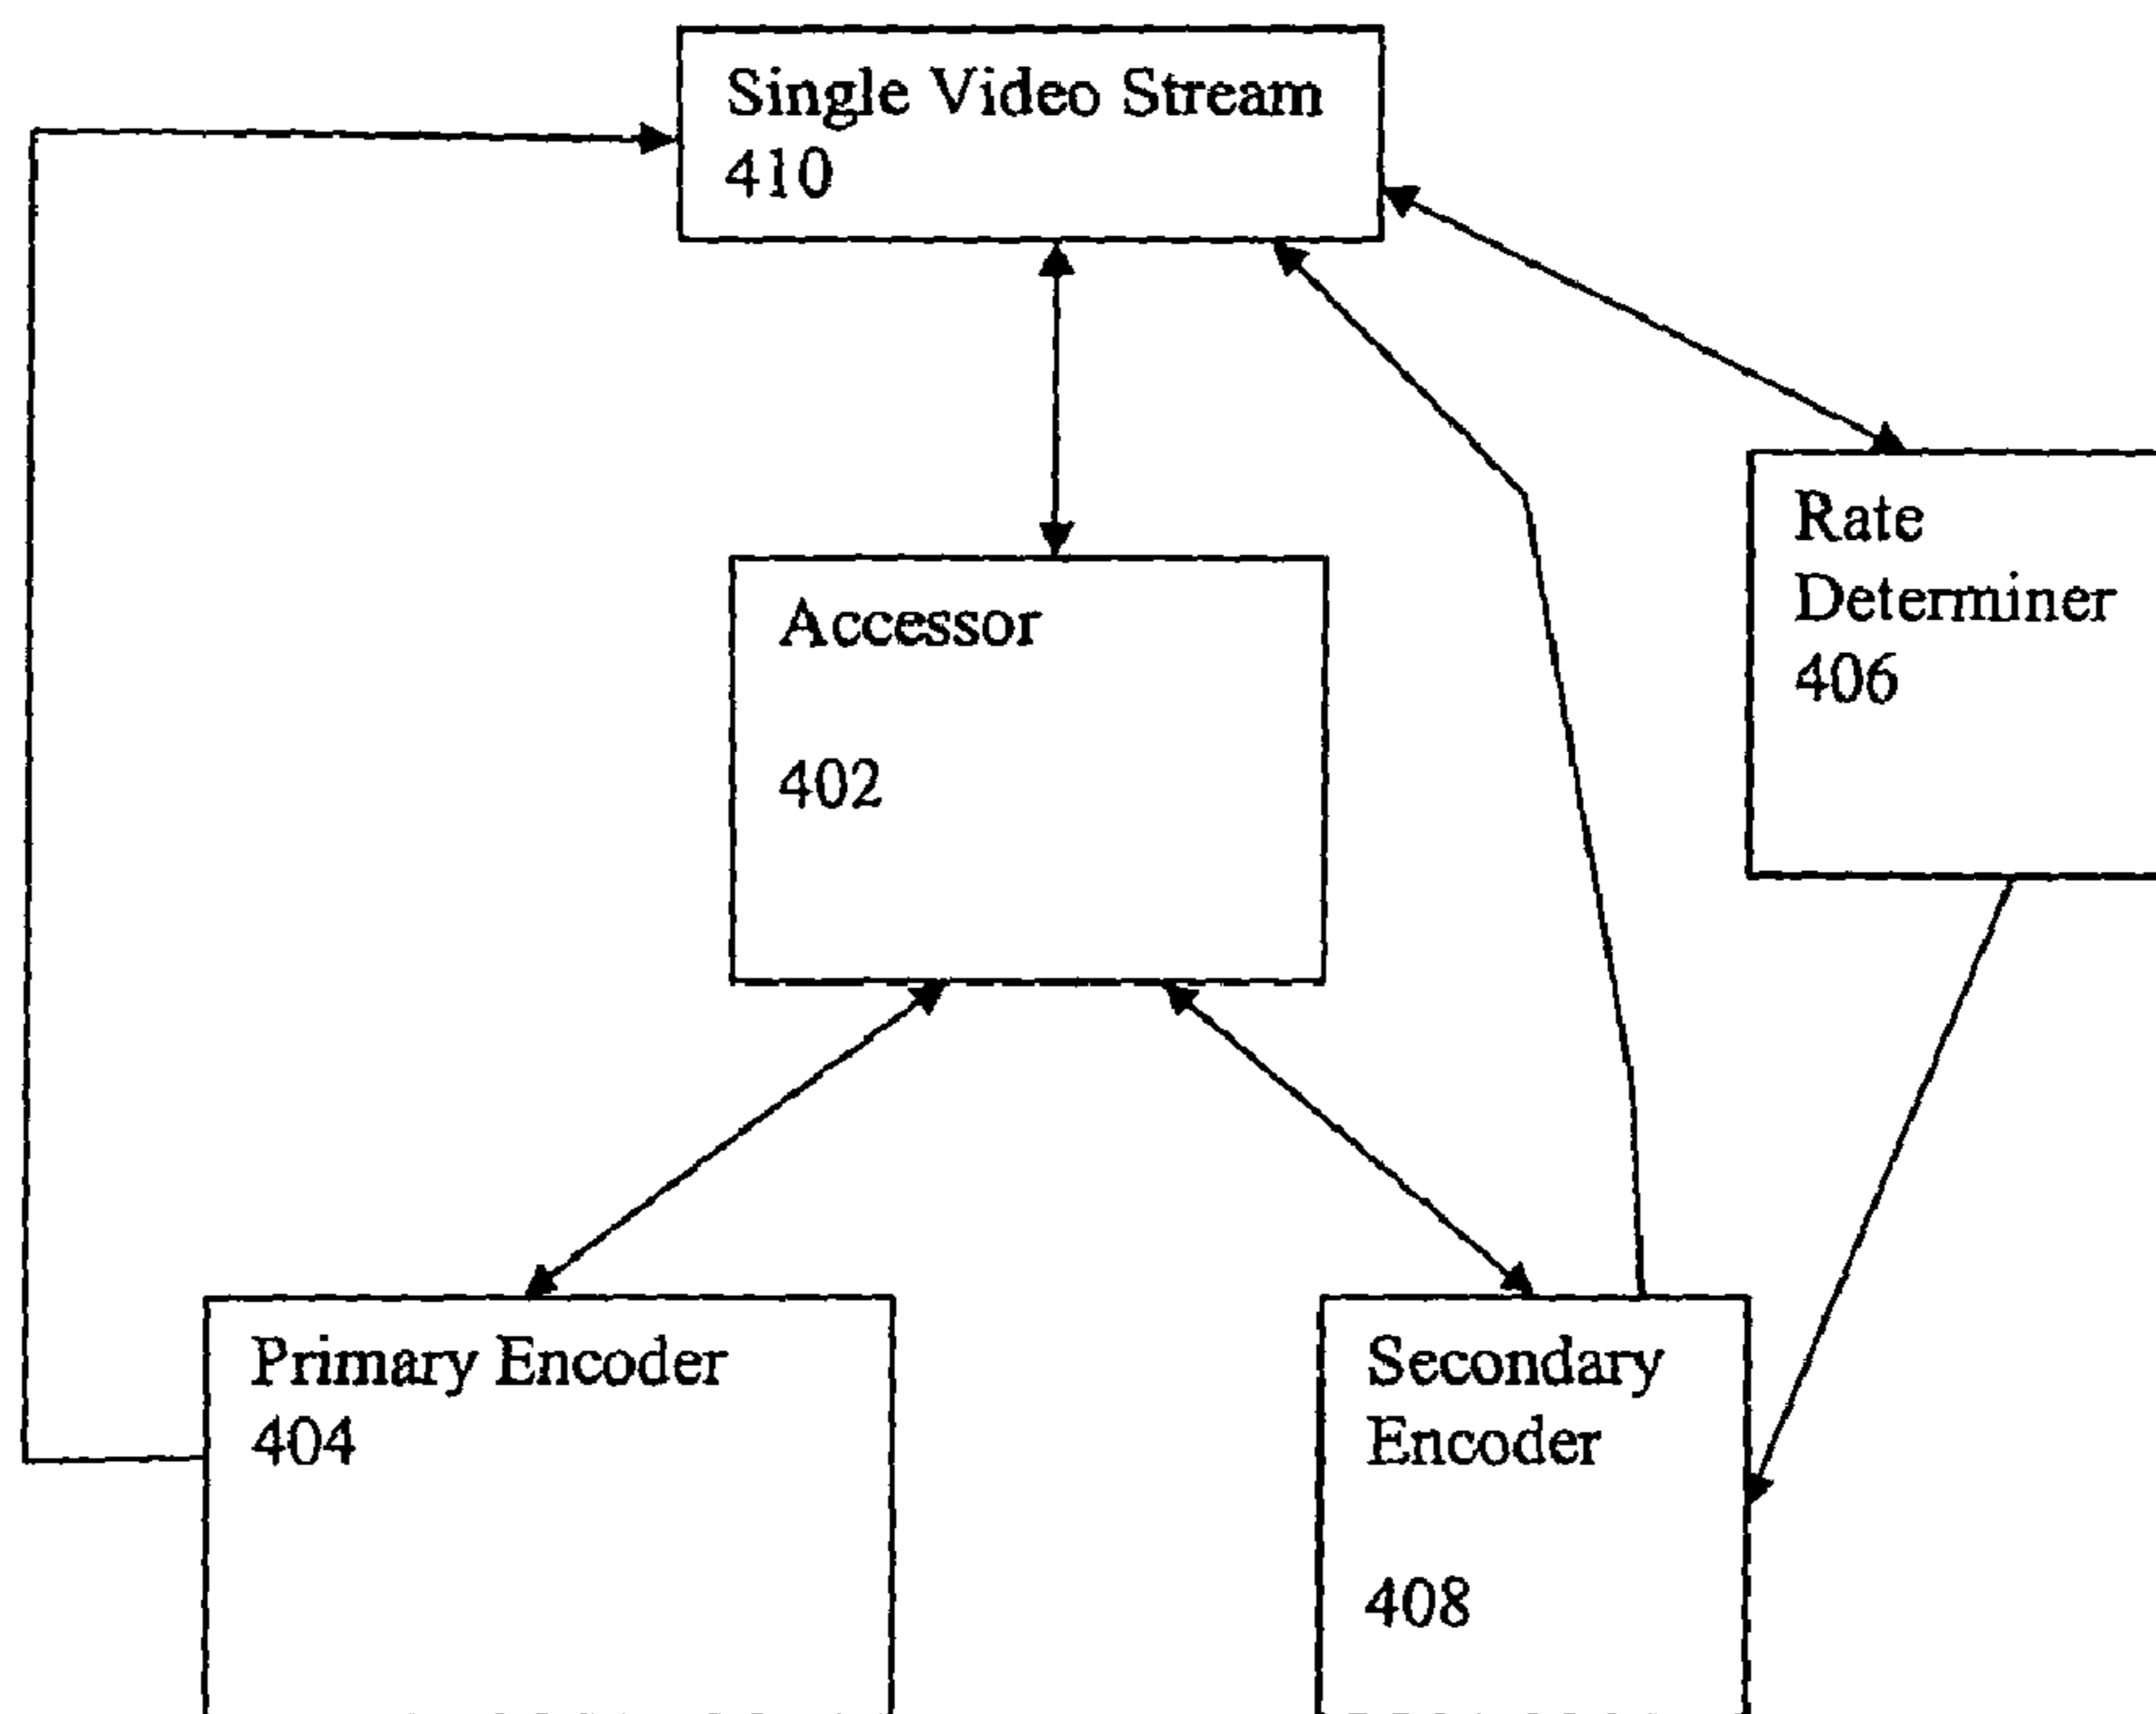 Single Video Stream
410
Accessor
402
Rate
Determiner
406
Primary Encoder
404
Secondary
Encoder
408